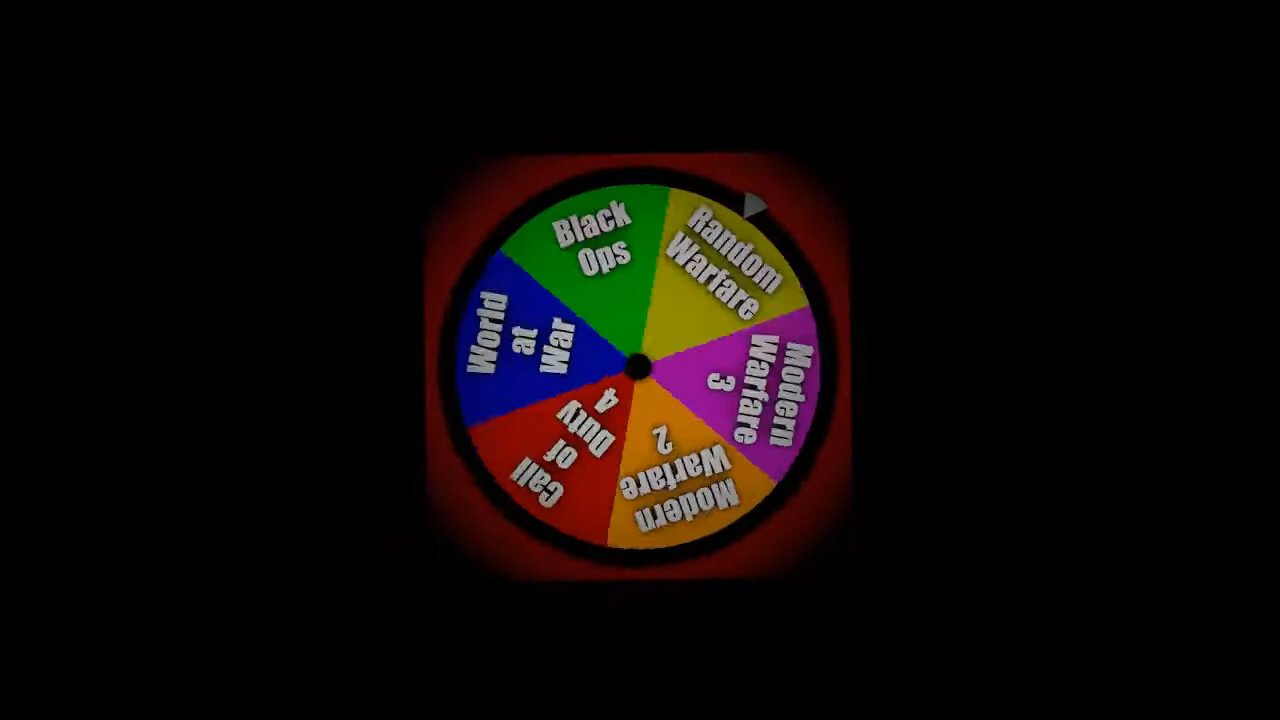 Black
Ops
Random
Warfare
Modern
Warfare
3
Modern
Warfare
2
Call
of
Duty
4
World
at
War